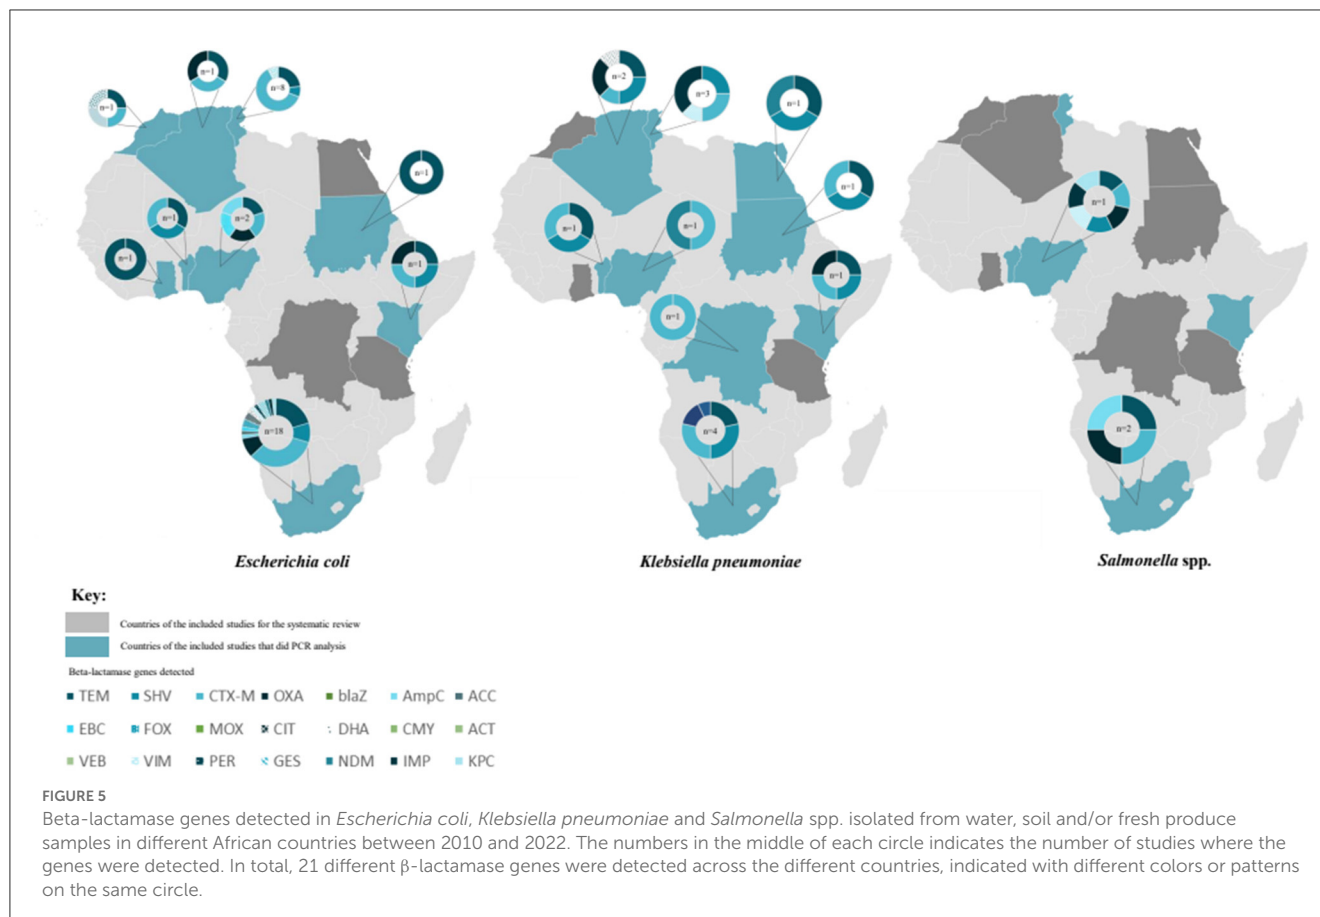 n=1
n=8
n=1
n=1
n=1
n=2
n=1
n=1
n=18
n=2
n=3
n=1
n=1
n=1
n=1
n=1
n=1
n=4
n=1
n=2
Escherichia coli
Klebsiella pneumoniae
Salmonella spp.
Key:
Countries of the included studies for the systematic review
Countries of the included studies that did PCR analysis
Beta-lactamase genes detected
TEM SHV CTX-M OXA blaZ AmpC ACC
EBC FOX MOX CIT DHA CMY ACT
VEB VIM PER GES NDM IMP KPC
FIGURE 5
Beta-lactamase genes detected in Escherichia coli, Klebsiella pneumoniae and Salmonella spp. isolated from water, soil and/or fresh produce
samples in different African countries between 2010 and 2022. The numbers in the middle of each circle indicates the number of studies where the
genes were detected. In total, 21 different β-lactamase genes were detected across the different countries, indicated with different colors or patterns
on the same circle.